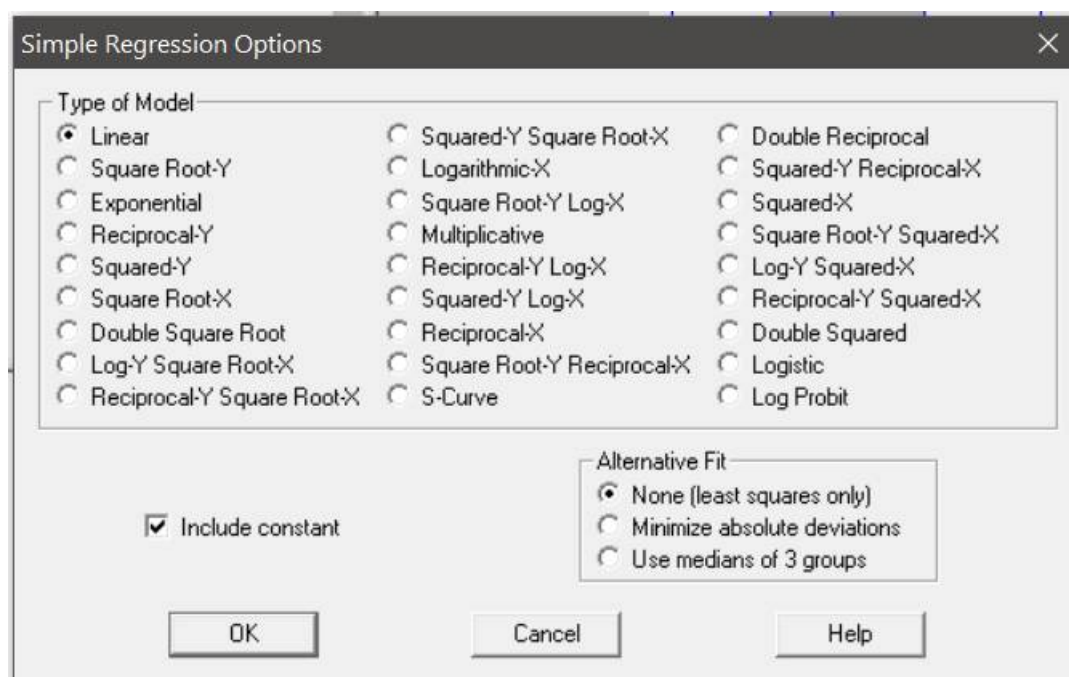 Simple Regression Options
Type of Model
Linear
Square Root-Y
Exponential
Reciprocal-Y
Squared-Y
Square Root-X
Double Square Root
Log-Y Square Root-X
Reciprocal-Y Square Root-X
Squared-Y Square Root-X
Logarithmic-X
Square Root-Y Log-X
Multiplicative
Reciprocal-Y Log-X
Squared-Y Log-X
Reciprocal-X
Square Root-Y Reciprocal-X
S-Curve
Double Reciprocal
Squared-Y Reciprocal-X
Squared-X
Square Root-Y Squared-X
Log-Y Squared-X
Reciprocal-Y Squared-X
Double Squared
Logistic
Log Probit
Include constant
Alternative Fit
None (least squares only)
Minimize absolute deviations
Use medians of 3 groups
OK
Cancel
Help